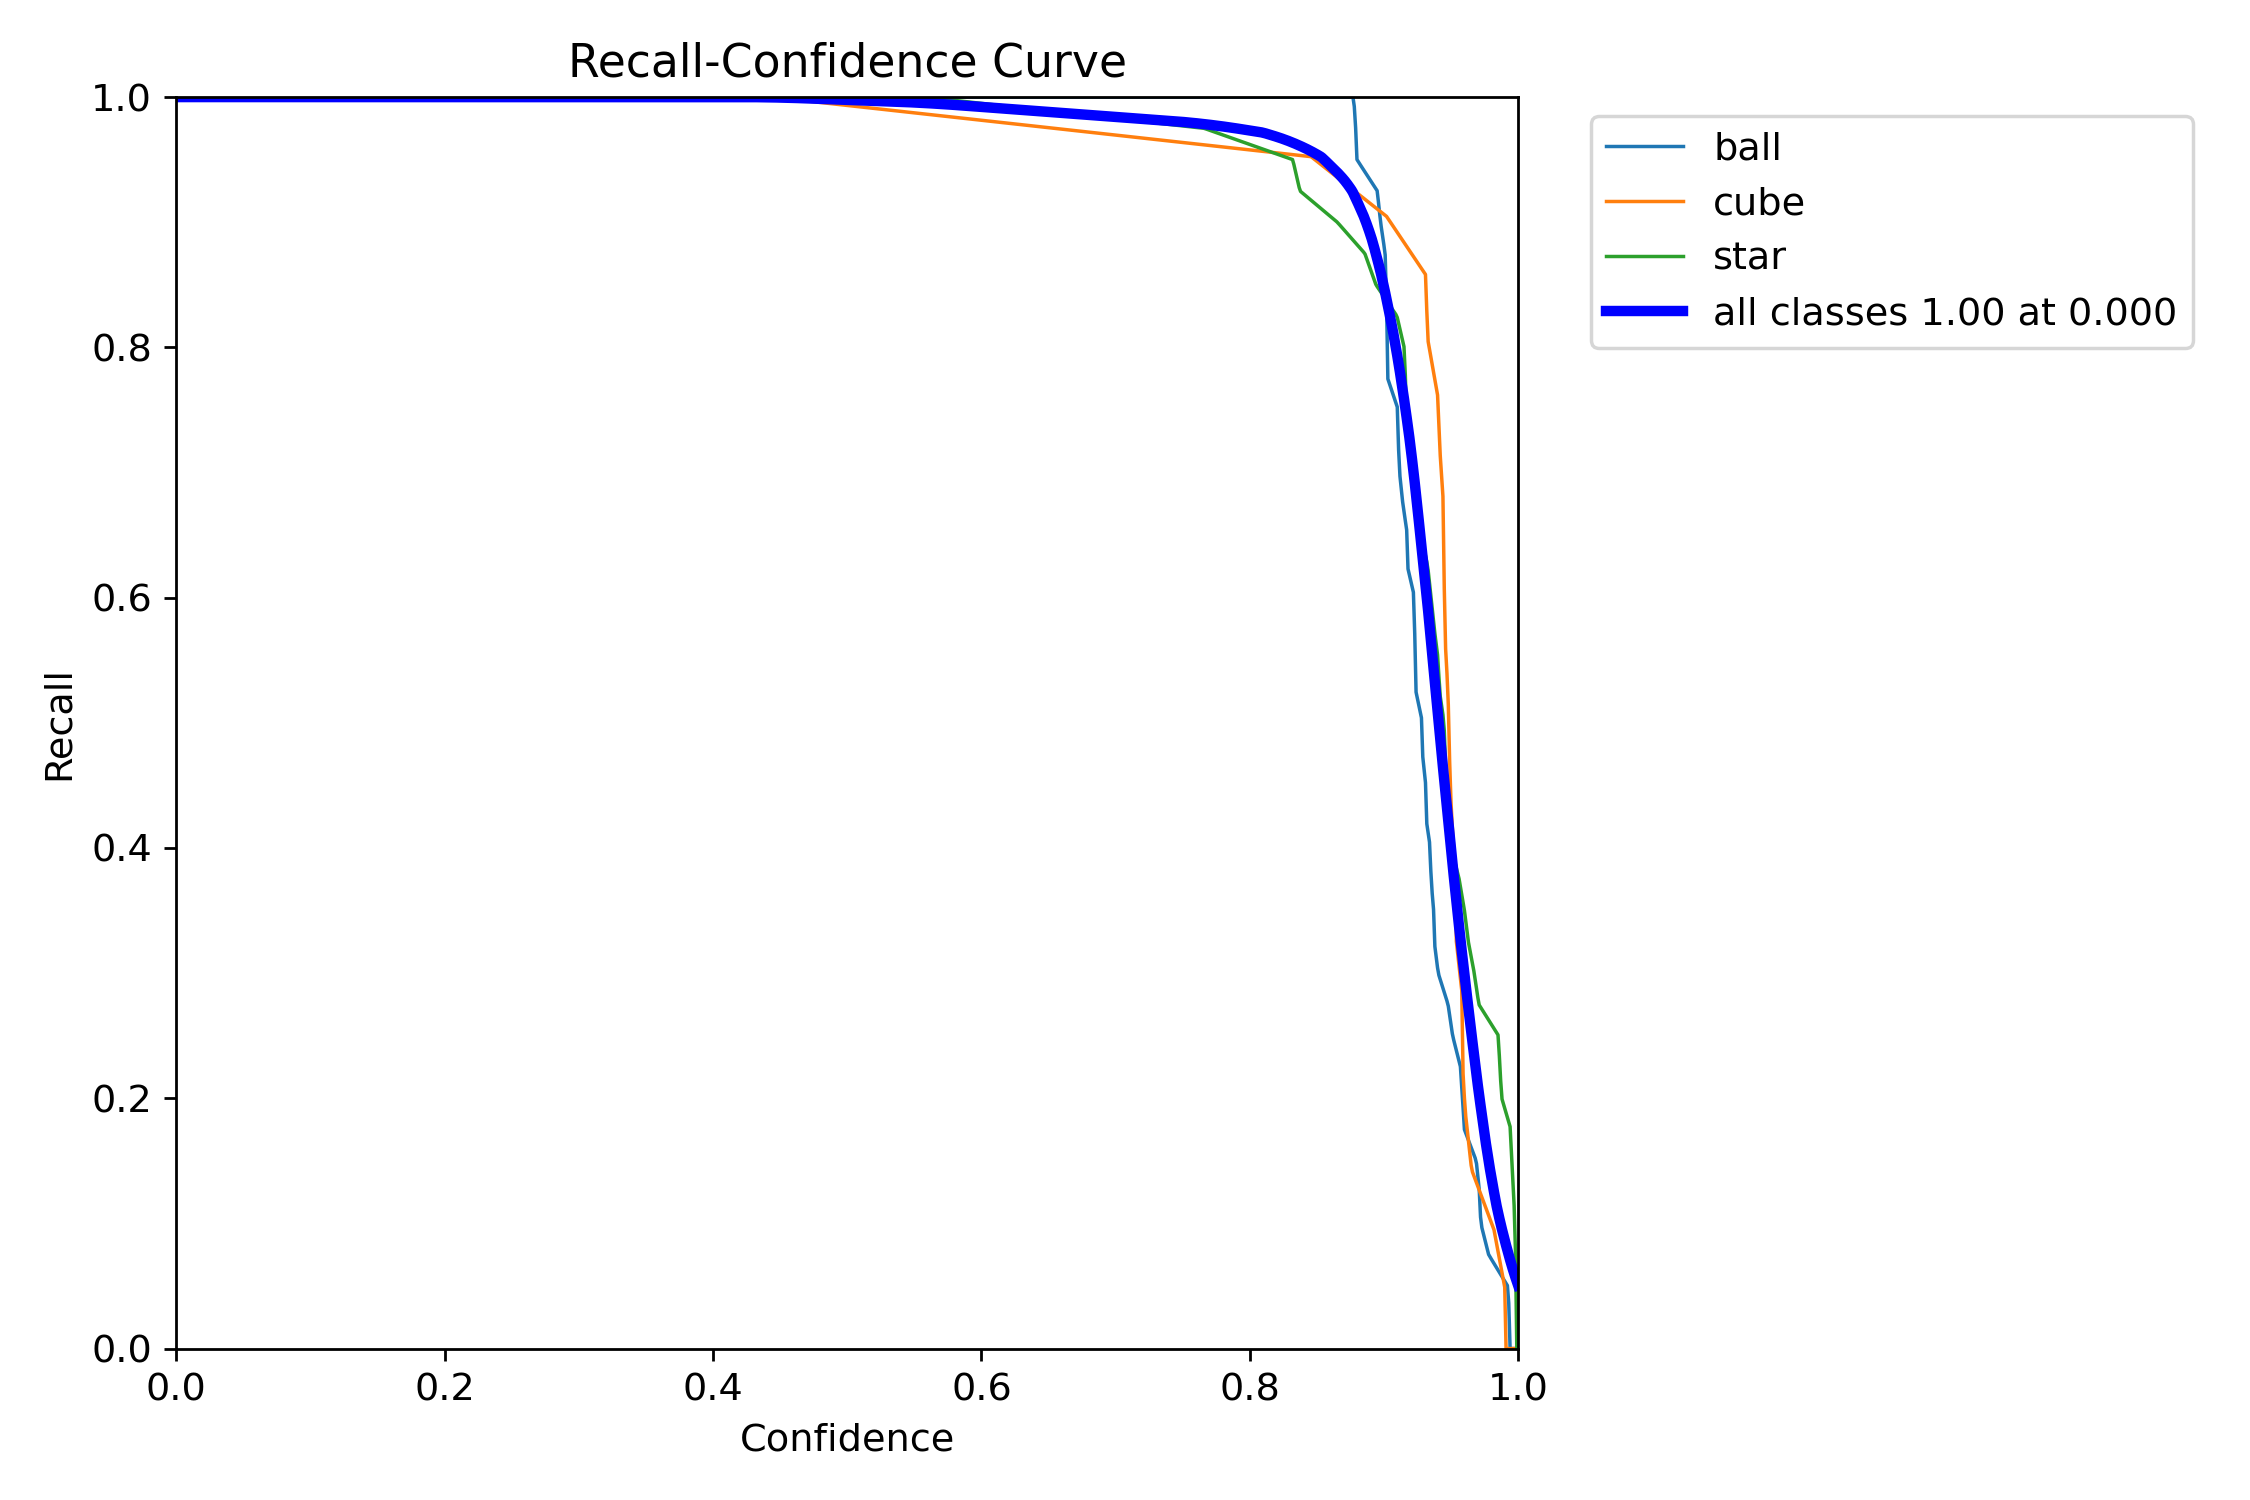 Recall-Confidence Curve
1.0
0.8
0.6
0.4
0.2
0.0
Recall
0.0 0.2 0.4 0.6 0.8 1.0
Confidence
ball
cube
star
all classes 1.00 at 0.000